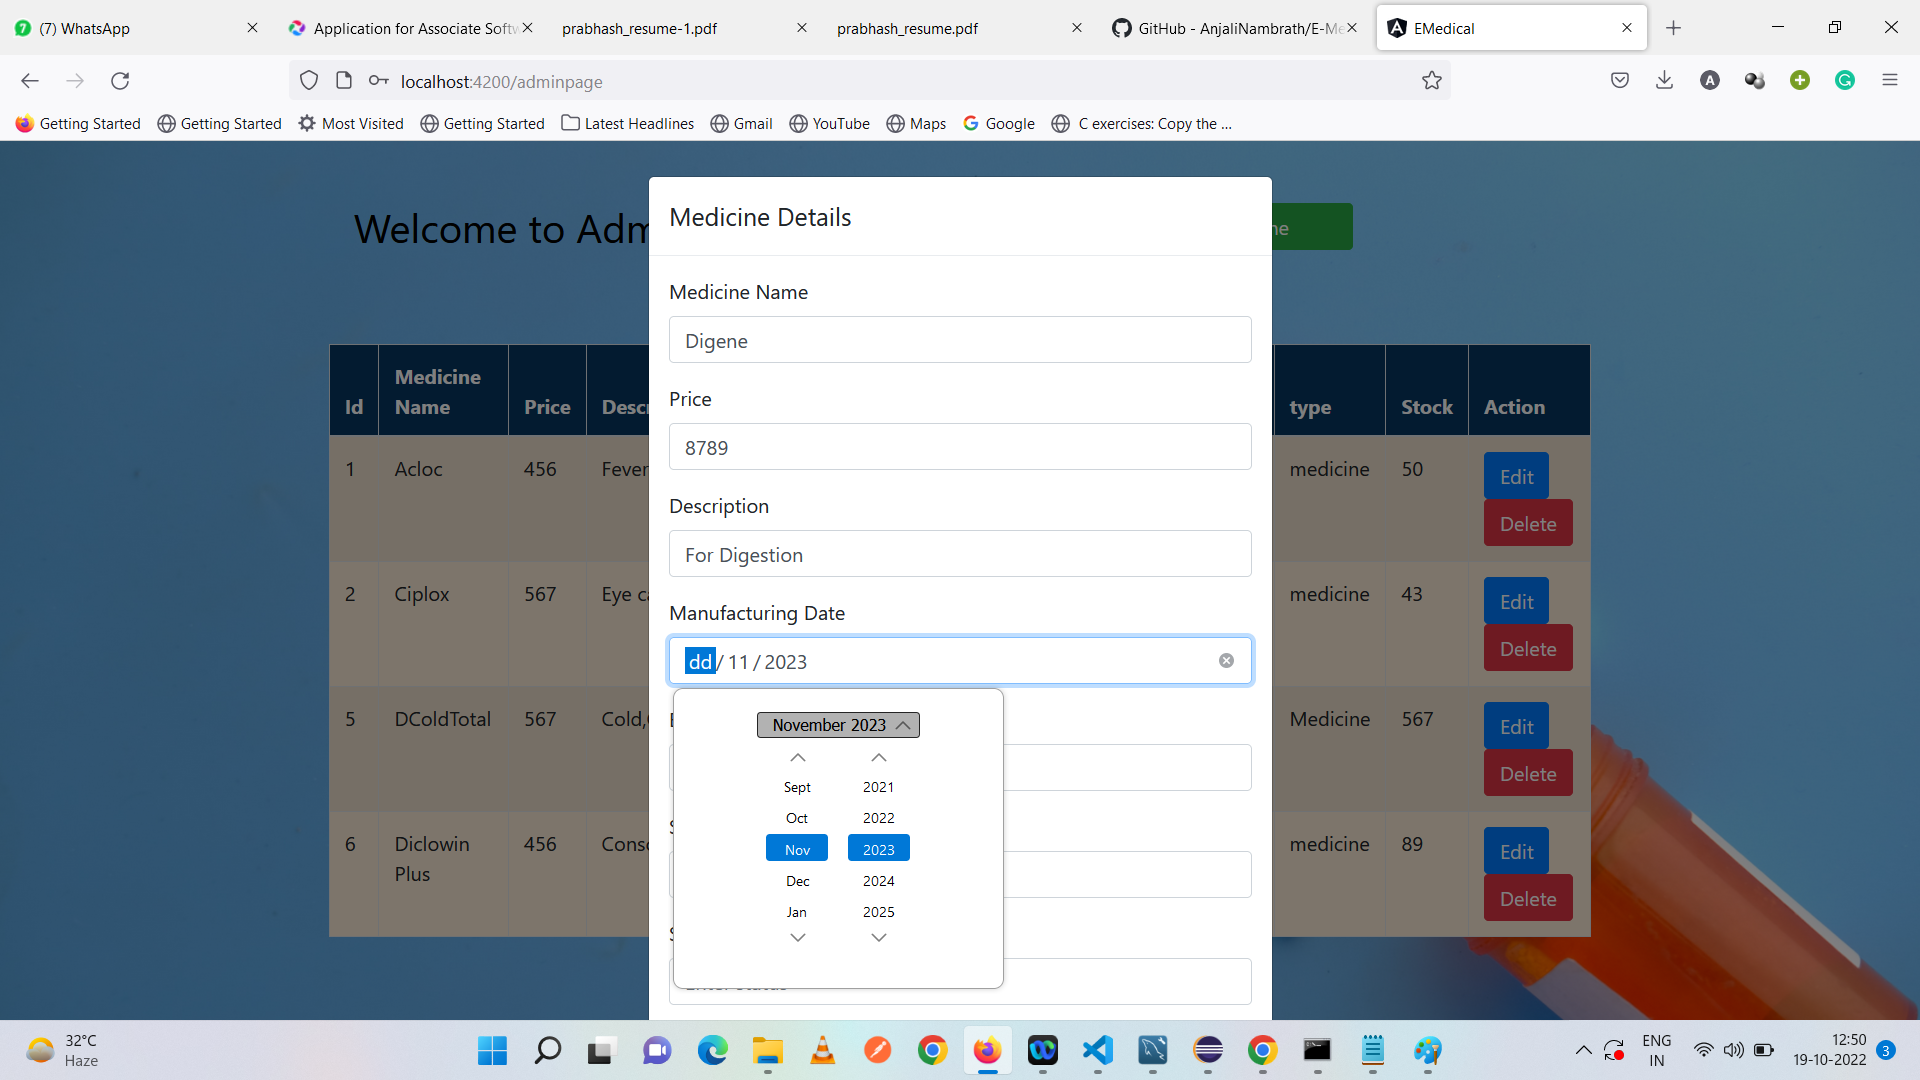 (7) WhatsApp
Application for Associate Softw
prabhash_resume-1.pdf
prabhash_resume.pdf
GitHub - AnjaliNambrath/E-Me
EMedical
localhost:4200/adminpage
Getting Started
Getting Started
Most Visited
Getting Started
Latest Headlines
Gmail
YouTube
Maps
Google
C exercises: Copy the ...
Welcome to Adm
ne
Medicine Details
Medicine Name
Digene
Price
8789
Description
For Digestion
Manufacturing Date
dd / 11 / 2023
November 2023
Sept 2021
Oct 2022
Nov 2023
Dec 2024
Jan 2025
Id Medicine Name Price Descr type Stock Action
1 Acloc 456 Fever medicine 50 Edit
Delete
2 Ciplox 567 Eye ca medicine 43 Edit
Delete
5 DColdTotal 567 Cold, Medicine 567 Edit
Delete
6 Diclowin 456 Conso medicine 89 Edit
Plus Delete
32°C
Haze
ENG
IN
12:50
19-10-2022
3